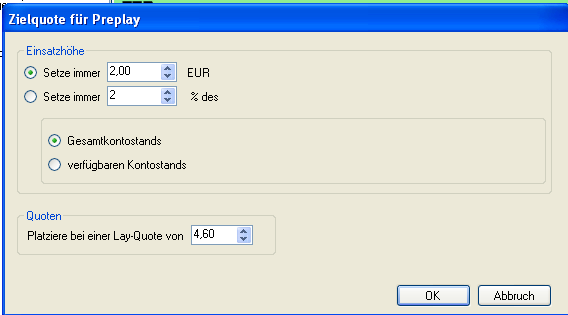 Zielquote für Preplay
Einsatzhöhe
Setze immer 2,00 EUR
Setze immer 2 % des
Gesamtkontostands
verfügbaren Kontostands
Quoten
Platziere bei einer Lay-Quote von 4,60
OK Abbruch